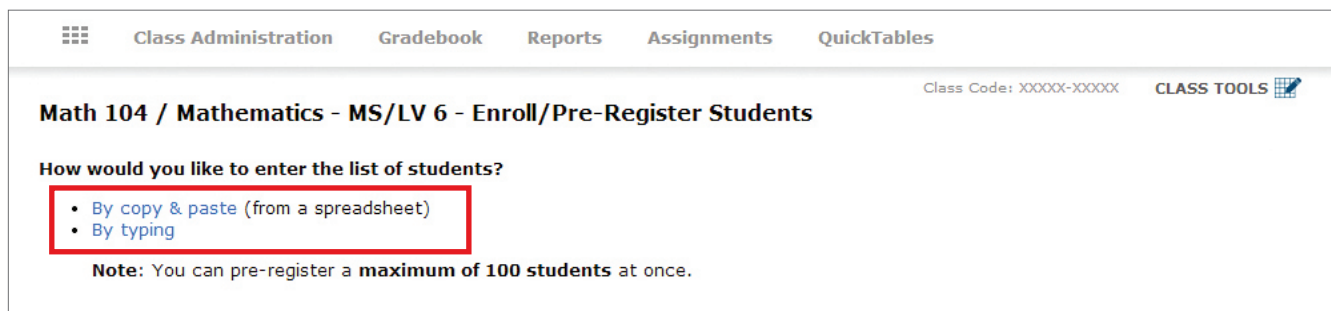 Class Administration Gradebook Reports Assignments QuickTables
Class Code: XXXXX-XXXXX CLASS TOOLS
Math 104 / Mathematics - MS/LV 6 - Enroll/Pre-Register Students
How would you like to enter the list of students?
• By copy & paste (from a spreadsheet)
• By typing
Note: You can pre-register a maximum of 100 students at once.